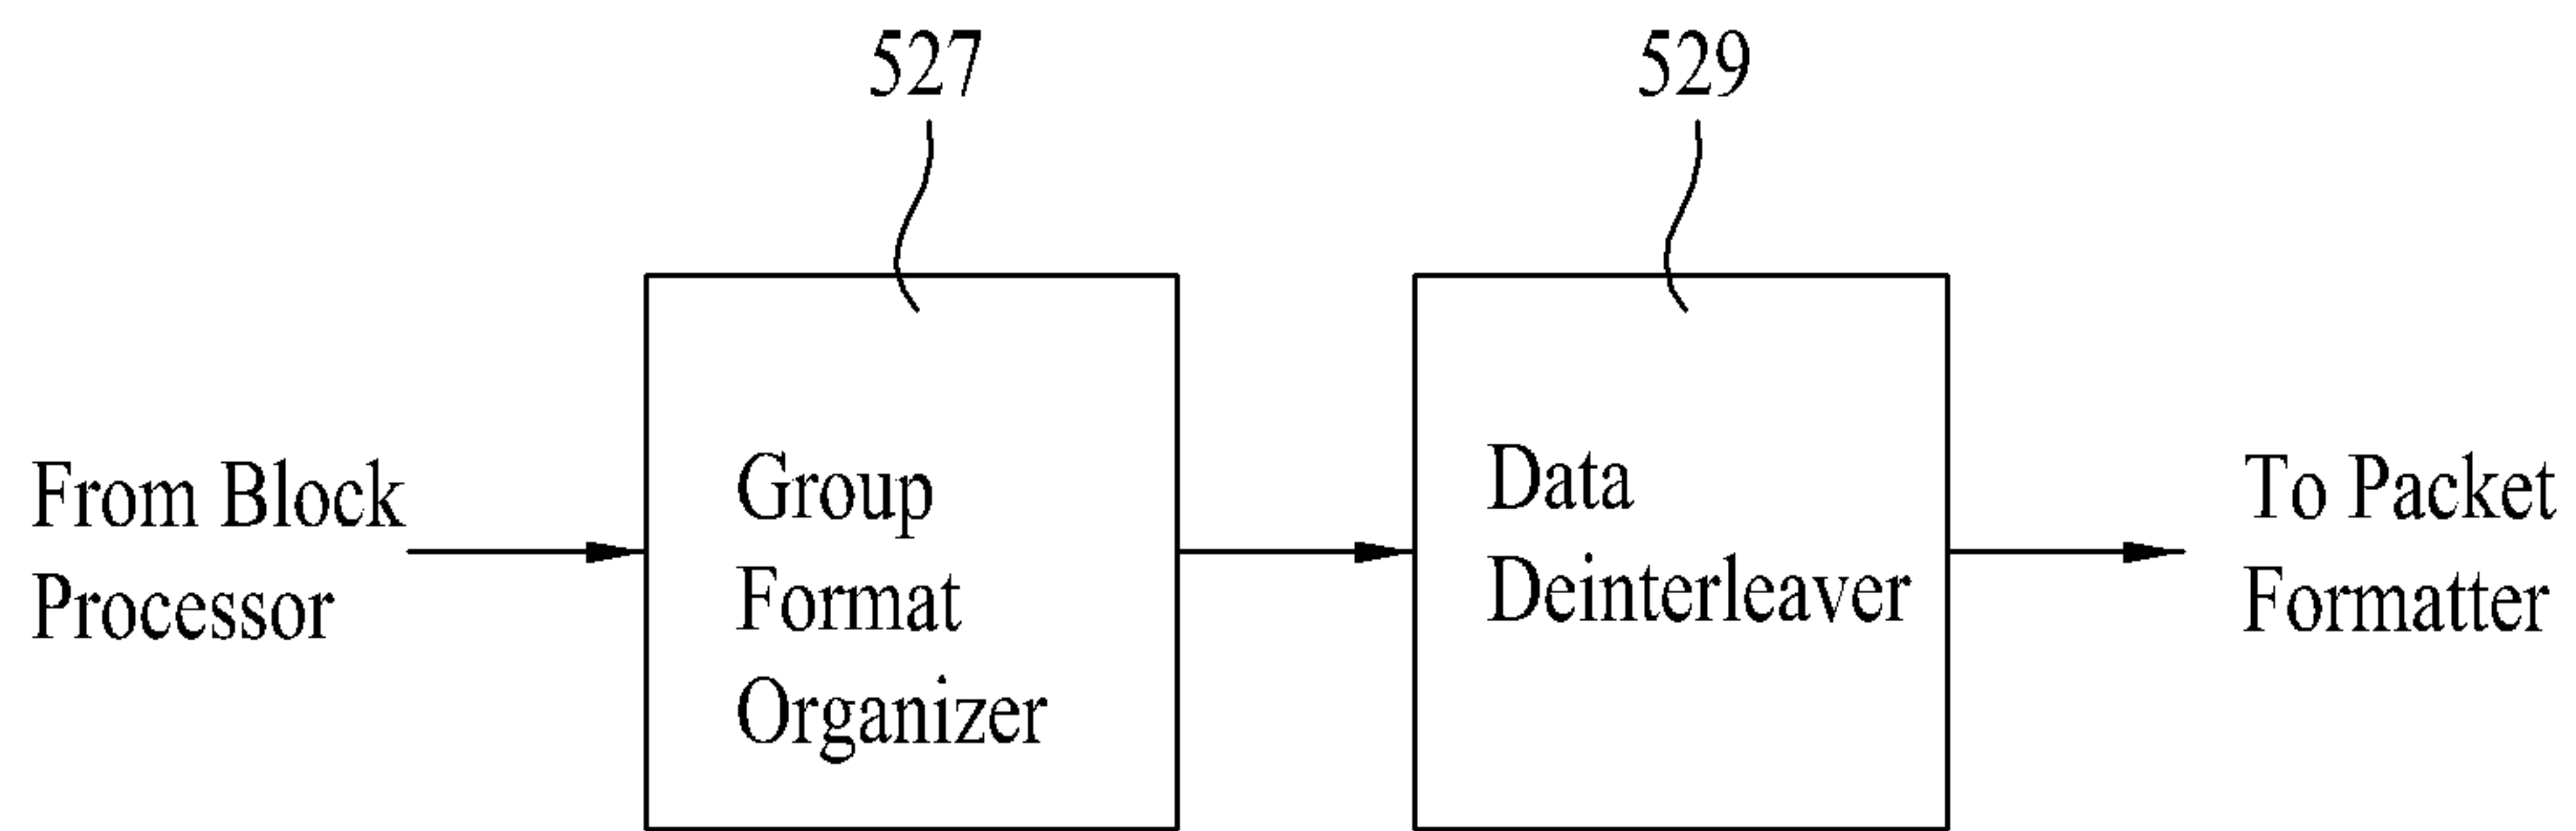 527
529
From Block
Processor
Group
Format
Organizer
Data
Deinterleaver
To Packet
Formatter